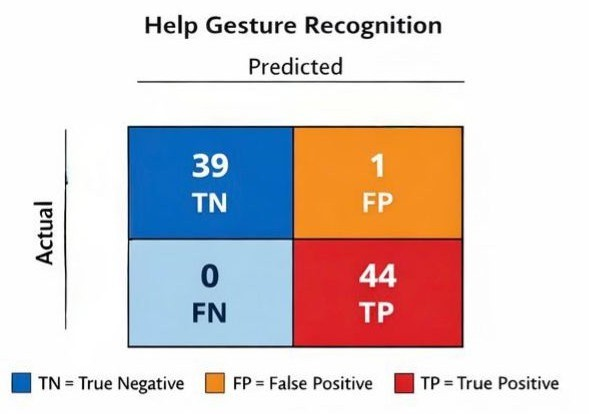 Help Gesture Recognition
Predicted
Actual
39
TN
1
FP
0
FN
44
TP
TN = True Negative
FP = False Positive
TP = True Positive